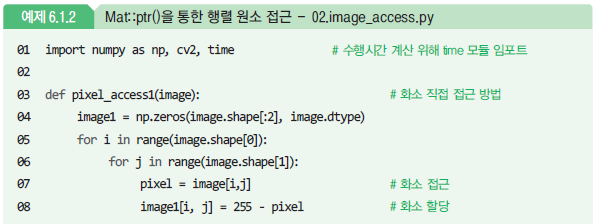 예제 6.1.2 Mat::ptr()을 통한 행렬 원소 접근 - 02.image_access.py
01 import numpy as np, cv2, time # 수행시간 계산 위해 time 모듈 임포트
02
03 def pixel_access1(image): # 화소 직접 접근 방법
04 image1 = np.zeros(image.shape[:2], image.dtype)
05 for i in range(image.shape[0]):
06 for j in range(image.shape[1]):
07 pixel = image[i,j] # 화소 접근
08 image1[i, j] = 255 - pixel # 화소 할당